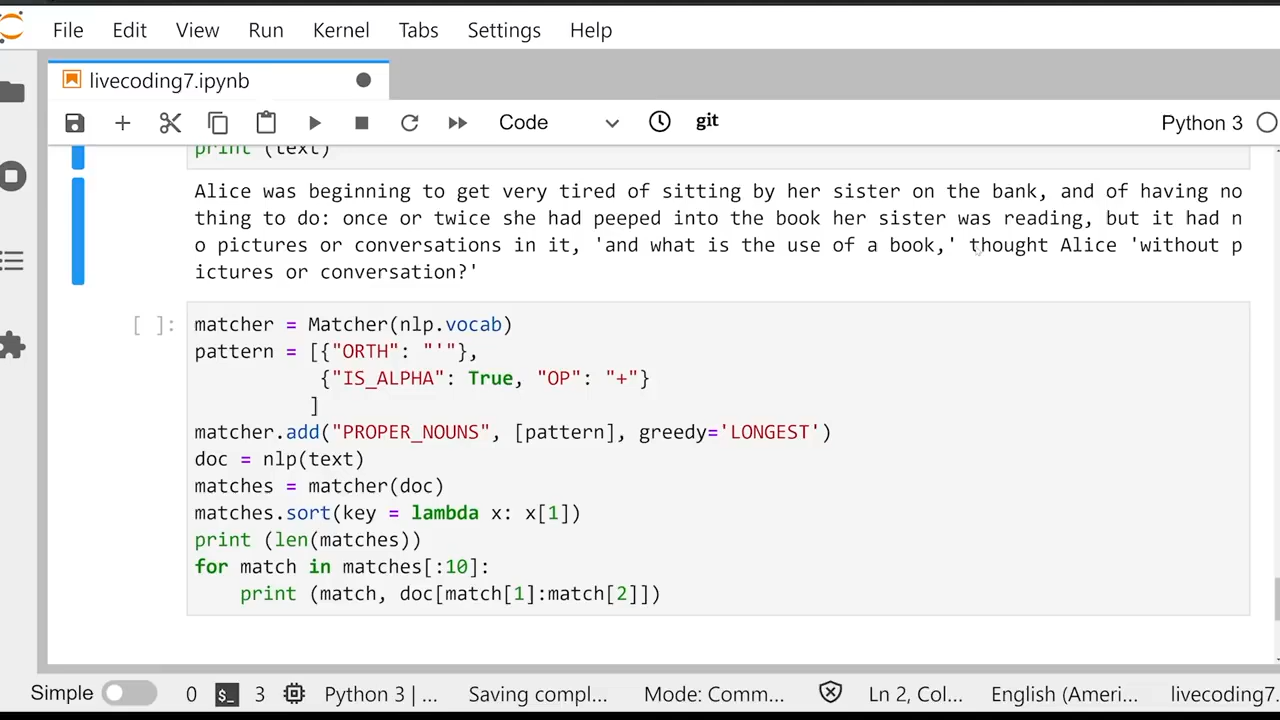 File Edit View Run Kernel Tabs Settings Help
livecoding7.ipynb
Code git Python 3
print (text)
Alice was beginning to get very tired of sitting by her sister on the bank, and of having no
thing to do: once or twice she had peeped into the book her sister was reading, but it had n
o pictures or conversations in it, 'and what is the use of a book,' thought Alice 'without p
ictures or conversation?'
[ ]: matcher = Matcher(nlp.vocab)
pattern = [{"ORTH": "'"},
{"IS_ALPHA": True, "OP": "+"}
]
matcher.add("PROPER_NOUNS", [pattern], greedy='LONGEST')
doc = nlp(text)
matches = matcher(doc)
matches.sort(key = lambda x: x[1])
print (len(matches))
for match in matches[:10]:
print (match, doc[match[1]:match[2]])
Simple 0 $_ 3 Python 3 | ... Saving compl... Mode: Comm... Ln 2, Col... English (Ameri... livecoding7.